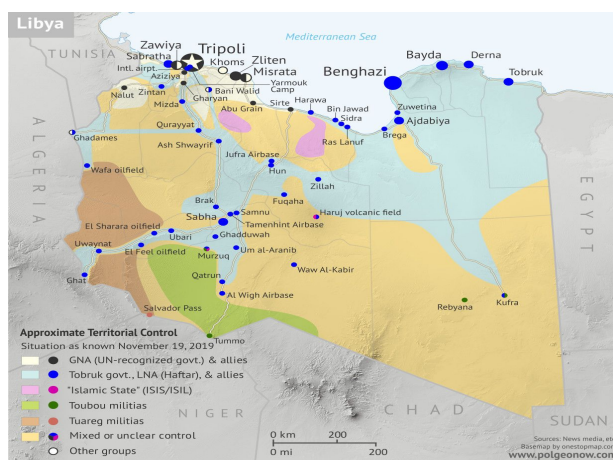 Libya
Mediterranean Sea
TUNISIA
ALGERIA
EGYPT
NIGER
CHAD
SUDAN
Zawiya
Tripoli
Sabratha
Khoms
Zliten
Misrata
Intl. airpt.
Aziziya
Yarmouk
Camp
Bani Walid
Nalut
Zintan
Gharyan
Mizda
Abu Grain
Sirte
Harawa
Bin Jawad
Sidra
Ras Lanuf
Benghazi
Bayda
Derna
Tobruk
Zuwetina
Ajdabiya
Brega
Ghadames
Qurayyat
Ash Shwayrif
Wafa oilfield
Jufra Airbase
Hun
Zillah
Fuqaha
Haruj volcanic field
Brak
Sabha
Samnu
Tamenhint Airbase
El Sharara oilfield
Ubari
Ghadduwah
Uwaynat
El Feel oilfield
Murzuq
Um al-Aranib
Waw Al-Kabir
Ghat
Qatrun
Al Wigh Airbase
Rebyana
Kufra
Salvador Pass
Tummo
Approximate Territorial Control
Situation as known November 19, 2019
GNA (UN-recognized govt.) & allies
Tobruk govt., LNA (Haftar), & allies
"Islamic State" (ISIS/ISIL)
Toubou militias
Tuareg militias
Mixed or unclear control
Other groups
0 km 200
0 mi 200
Sources: News media, etc
Basemap by onestopmap.com
www.polgeonow.com